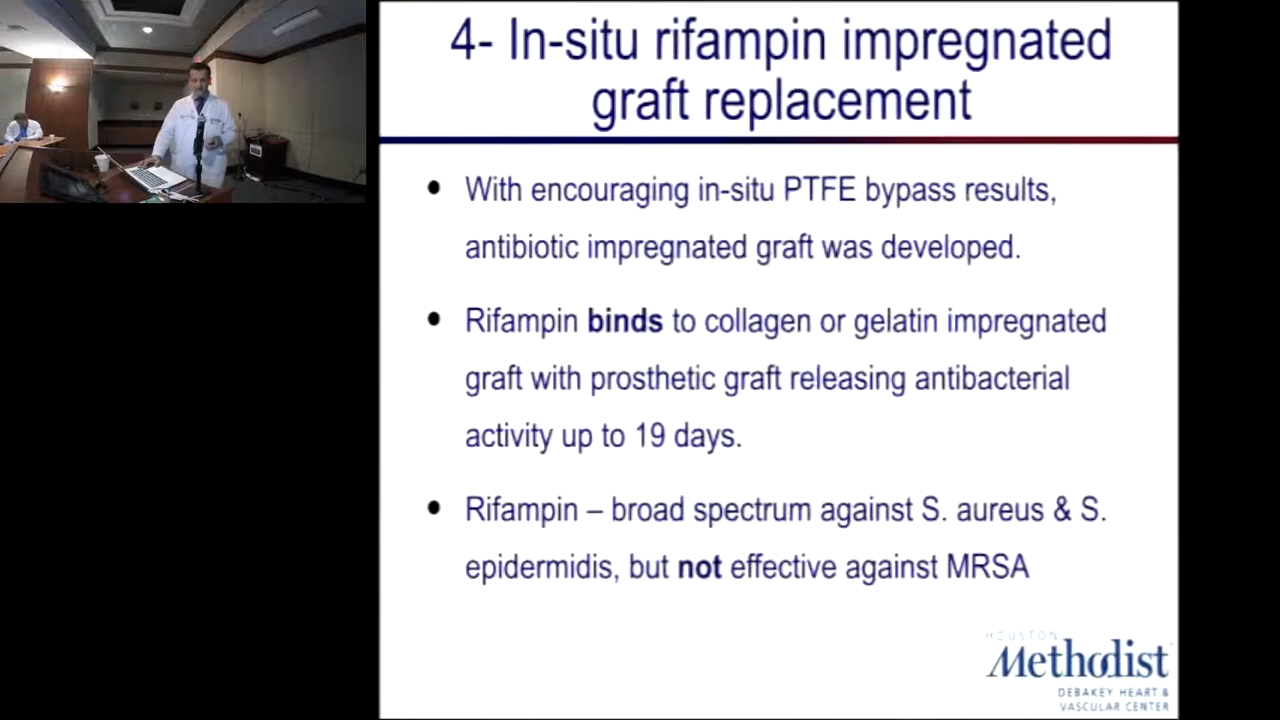 4- In-situ rifampin impregnated
graft replacement
• With encouraging in-situ PTFE bypass results,
antibiotic impregnated graft was developed.
• Rifampin binds to collagen or gelatin impregnated
graft with prosthetic graft releasing antibacterial
activity up to 19 days.
• Rifampin – broad spectrum against S. aureus & S.
epidermidis, but not effective against MRSA
HOUSTON
Methodist
DEBAKEY HEART &
VASCULAR CENTER